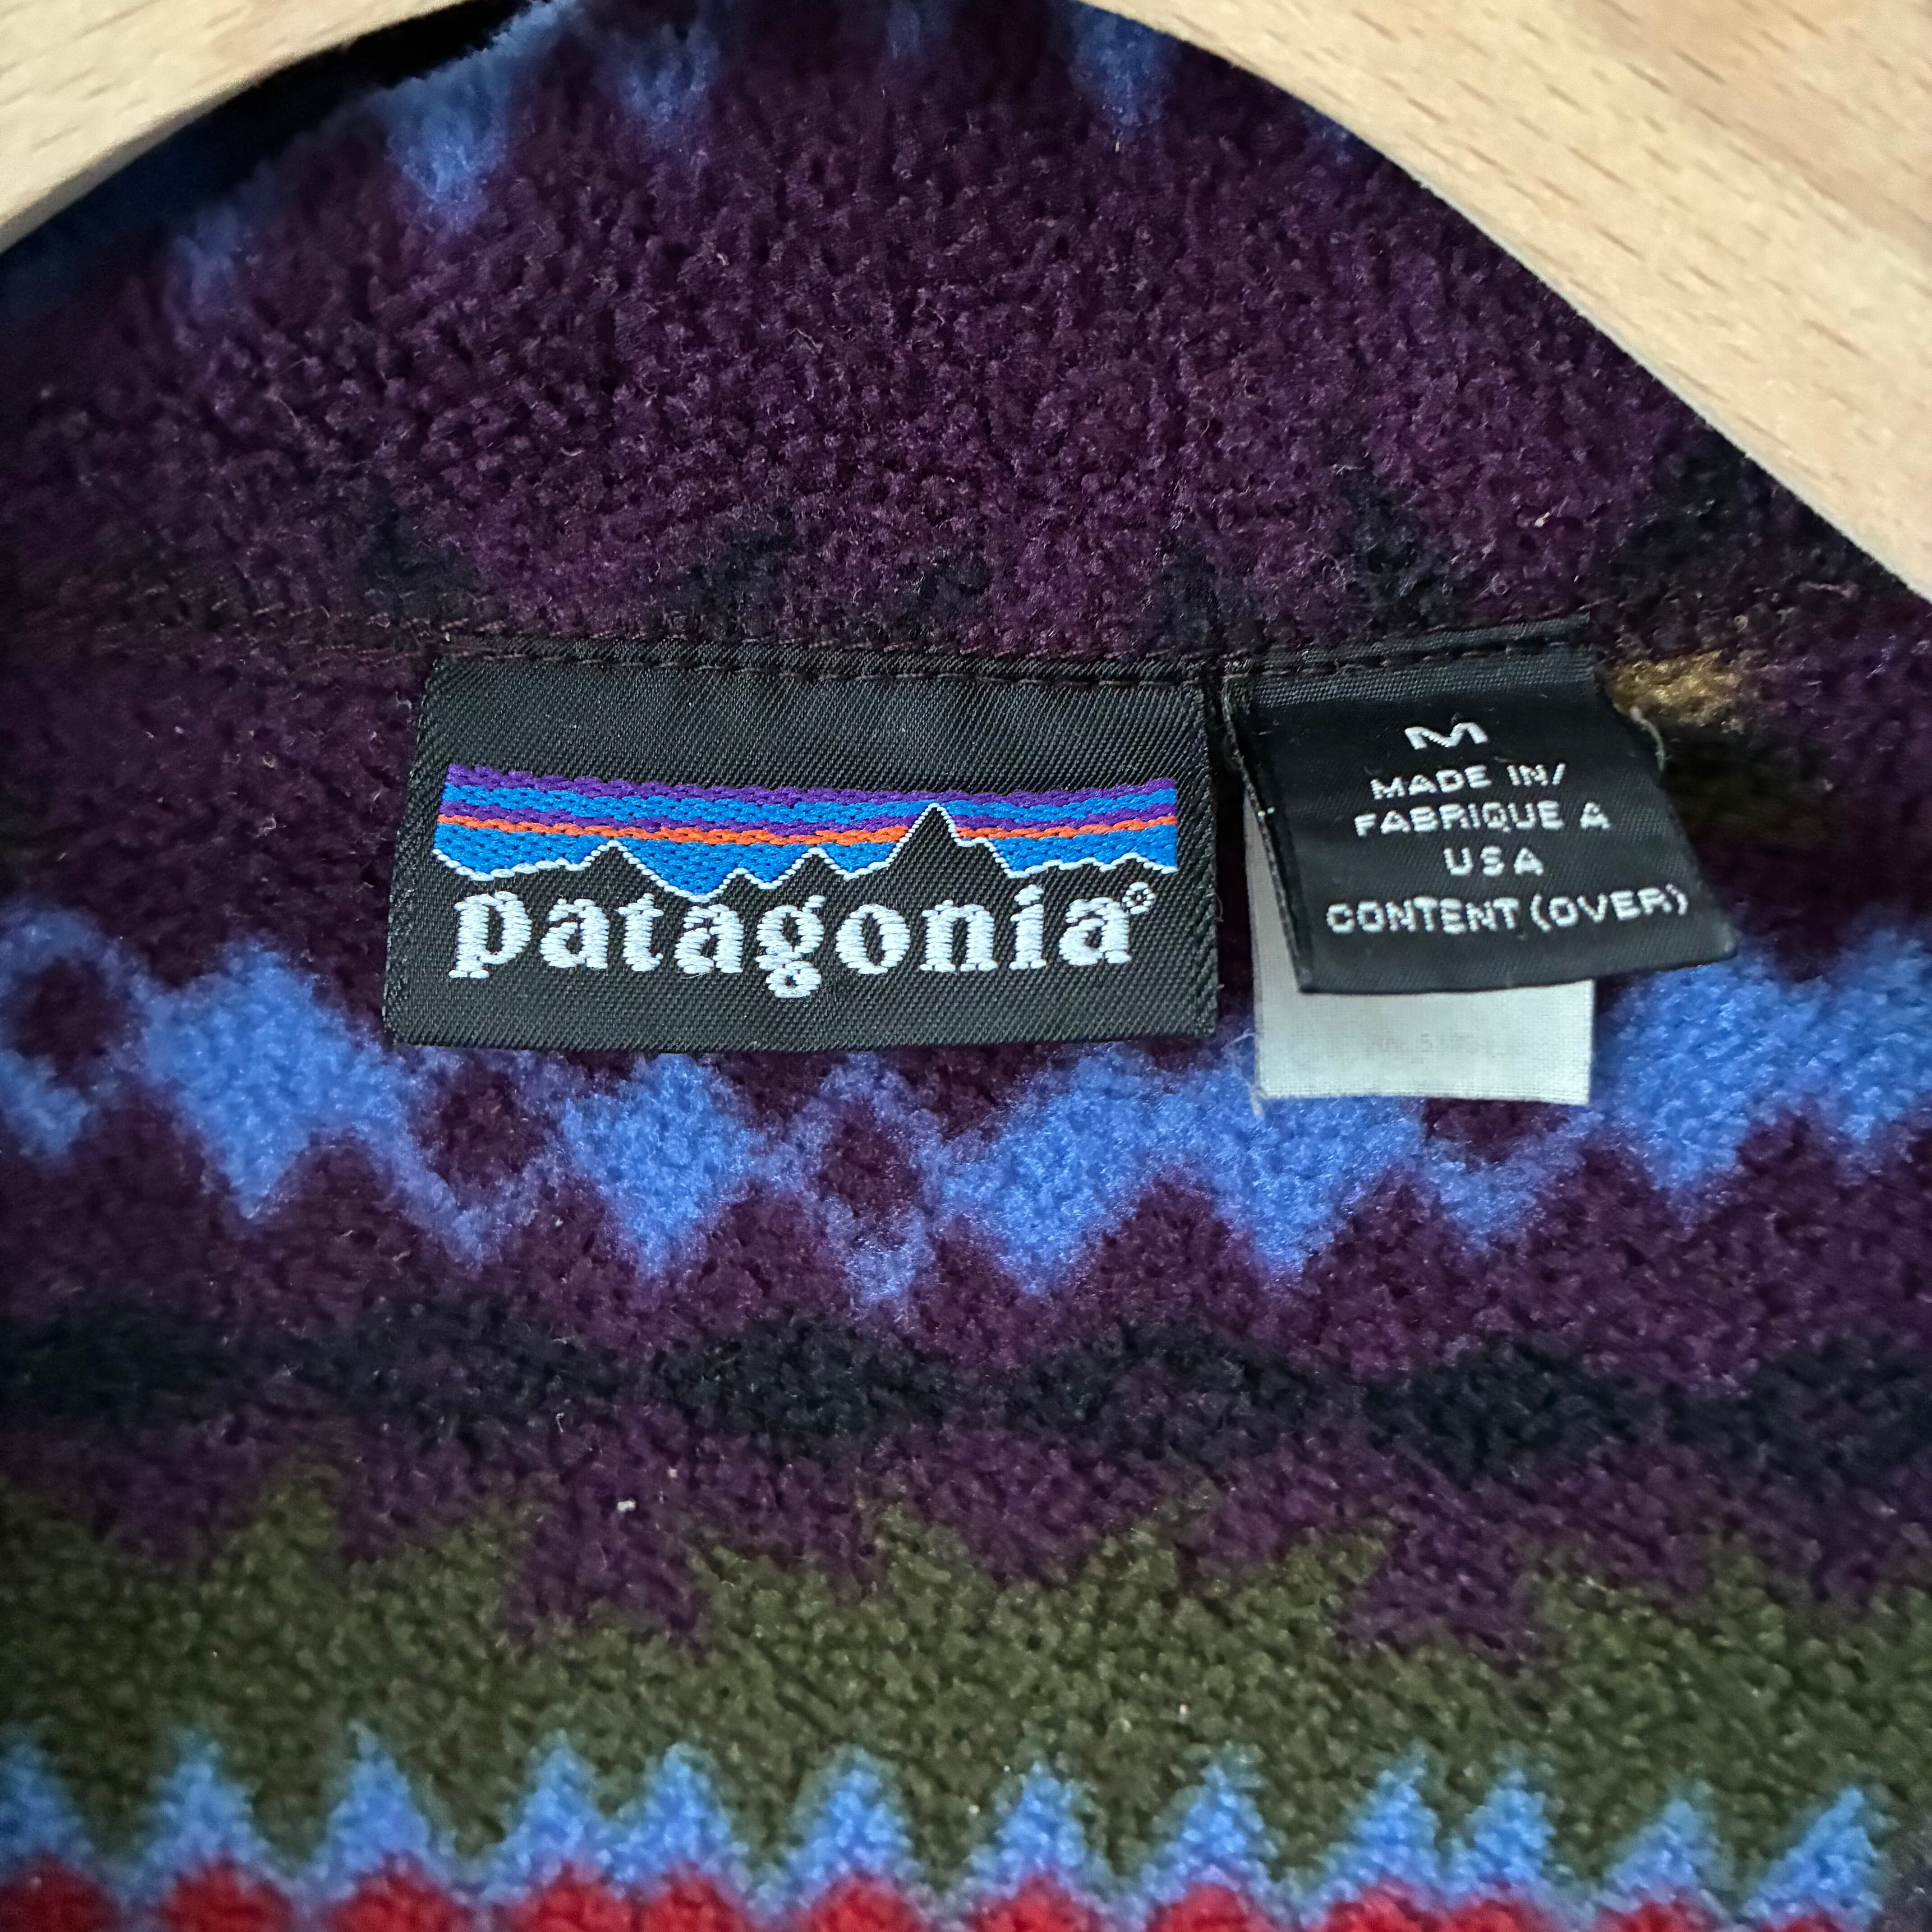 patagonia®
M
MADE IN/
FABRIQUE A
USA
CONTENT (OVER)